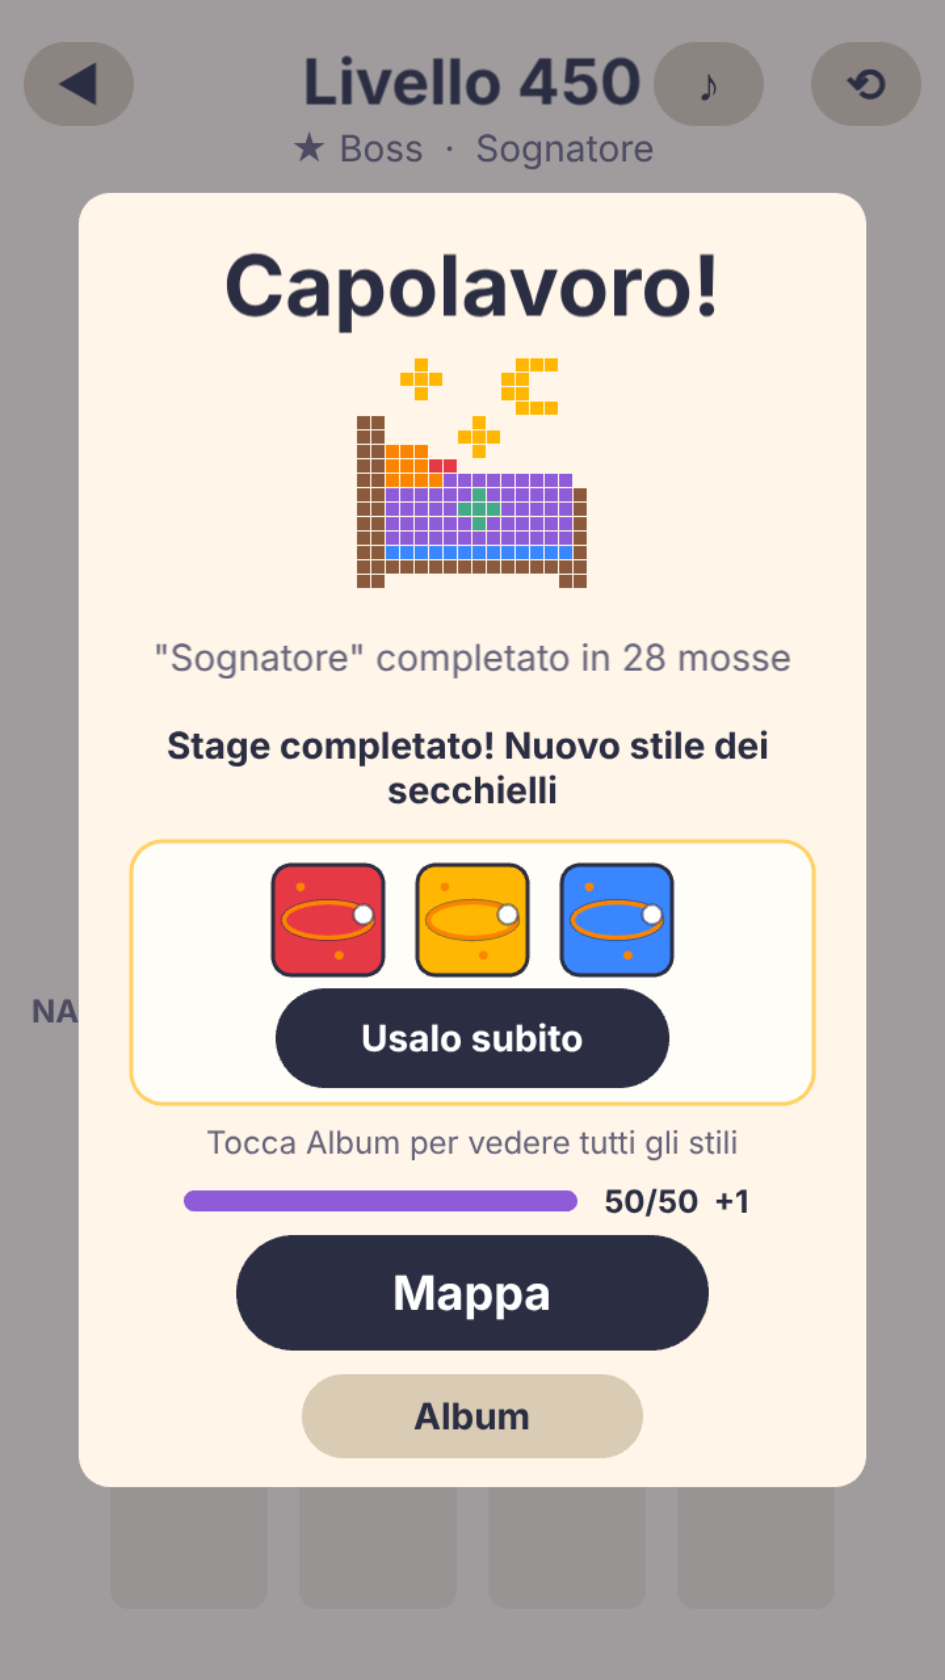 Livello 450
★ Boss · Sognatore
Capolavoro!
"Sognatore" completato in 28 mosse
Stage completato! Nuovo stile dei
secchielli
Usalo subito
NA
Tocca Album per vedere tutti gli stili
50/50 +1
Mappa
Album